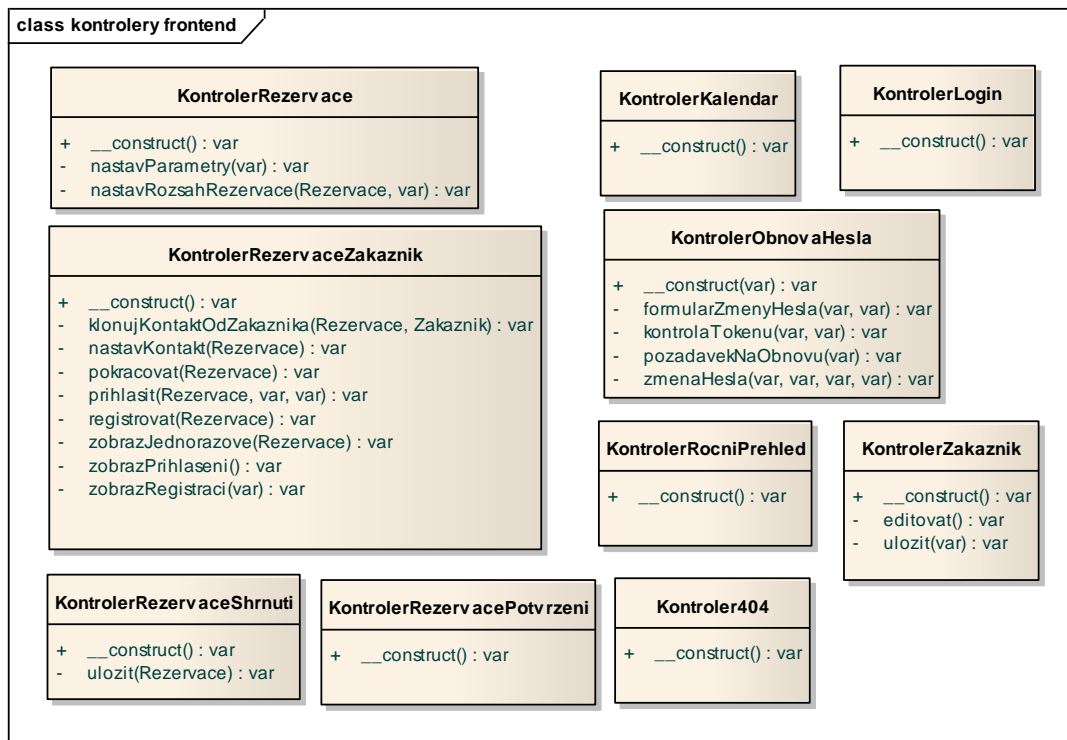 class kontrolery frontend
KontrolerRezervace
+ __construct() : var
- nastavParametry(var) : var
- nastavRozsahRezervace(Rezervace, var) : var
KontrolerKalendar
+ __construct() : var
KontrolerLogin
+ __construct() : var
KontrolerRezervaceZakaznik
+ __construct() : var
- klonujKontaktOdZakaznika(Rezervace, Zakaznik) : var
- nastavKontakt(Rezervace) : var
- pokracovat(Rezervace) : var
- prihlasit(Rezervace, var, var) : var
- registrovat(Rezervace) : var
- zobrazJednorazove(Rezervace) : var
- zobrazPrihlaseni() : var
- zobrazRegistraci(var) : var
KontrolerObnovaHesla
+ __construct(var) : var
- formularZmenyHesla(var, var) : var
- kontrolaTokenu(var, var) : var
- pozadavekNaObnovu(var) : var
- zmenaHesla(var, var, var, var) : var
KontrolerRocniPrehled
+ __construct() : var
KontrolerZakaznik
+ __construct() : var
- editovat() : var
- ulozit(var) : var
KontrolerRezervaceShrnuti
+ __construct() : var
- ulozit(Rezervace) : var
KontrolerRezervacePotvrzeni
+ __construct() : var
Kontroler404
+ __construct() : var